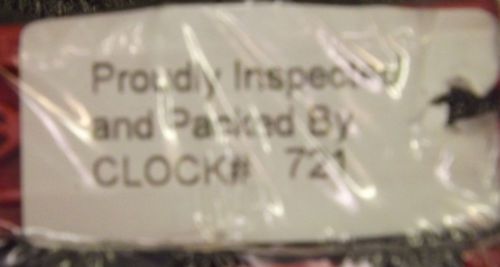 Proudly Inspected
and Packed By
CLOCK# 721